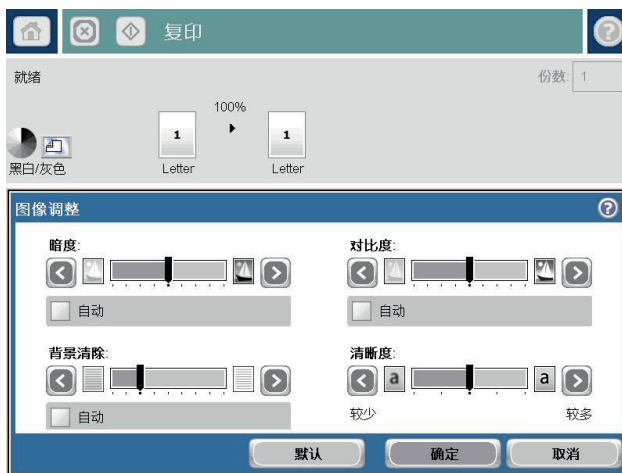 复印
就绪
份数: 1
100%
1 1
黑白/灰色 Letter Letter
图像调整
暗度: 对比度:
自动 自动
背景清除: 清晰度:
a a
自动 较少 较多
默认 确定 取消